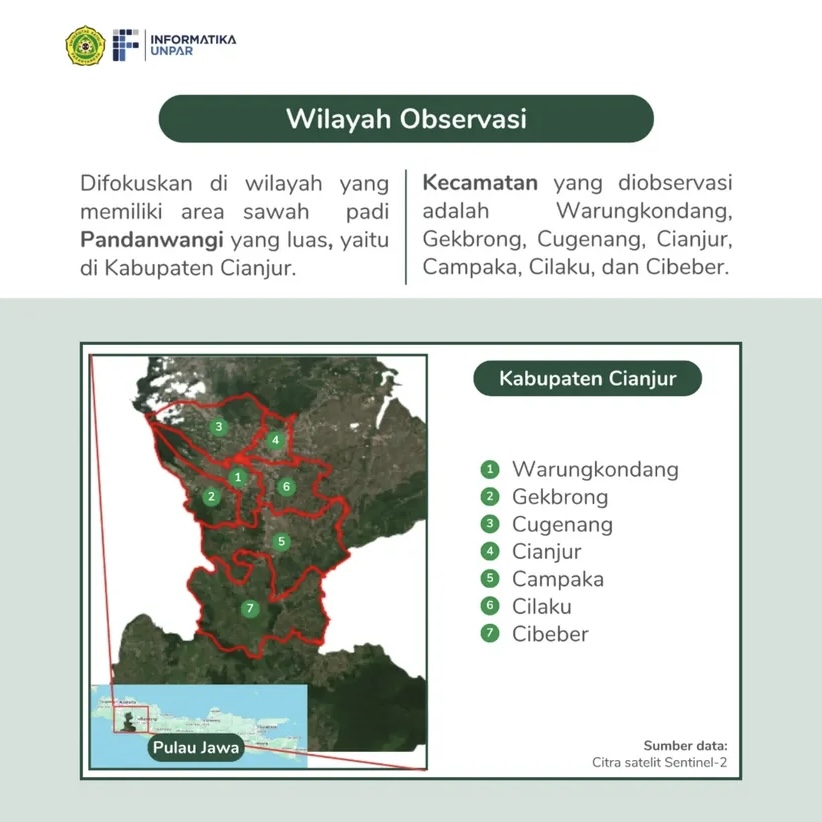 INFORMATIKA
UNPAR
Wilayah Observasi
Difokuskan di wilayah yang
memiliki area sawah padi
Pandanwangi yang luas, yaitu
di Kabupaten Cianjur.
Kecamatan yang diobservasi
adalah Warungkondang,
Gekbrong, Cugenang, Cianjur,
Campaka, Cilaku, dan Cibeber.
3
4
1
2
6
5
7
Pulau Jawa
Kabupaten Cianjur
1 Warungkondang
2 Gekbrong
3 Cugenang
4 Cianjur
5 Campaka
6 Cilaku
7 Cibeber
Sumber data:
Citra satelit Sentinel-2